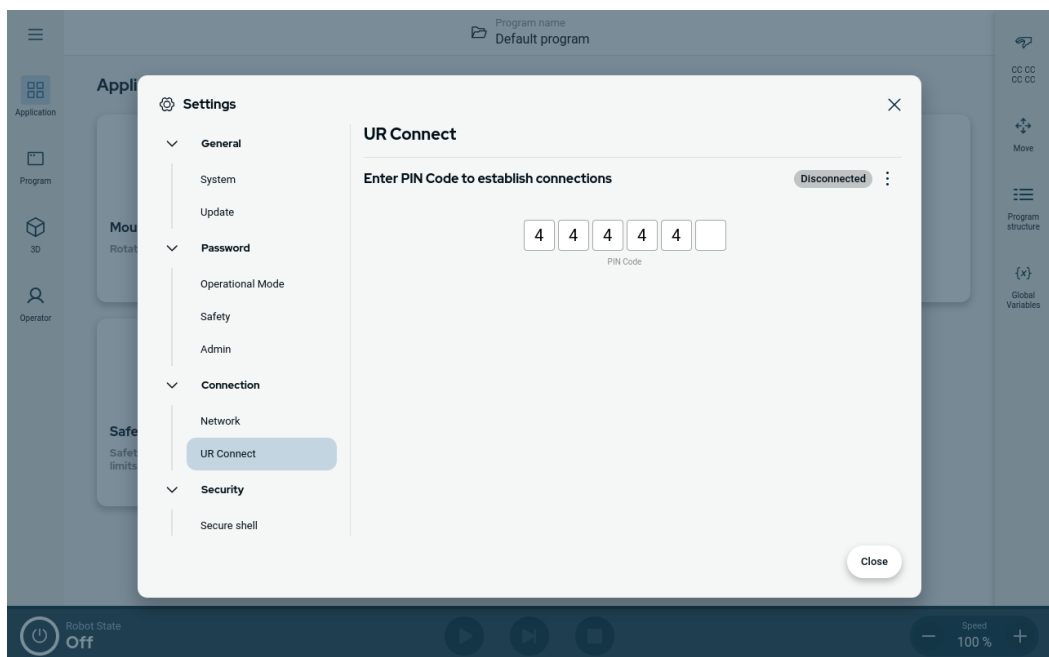 Program name
Default program
Application
Program
3D
Operator
Appli
Mou
Rotat
Safe
Safet
limits
Settings
General
System
Update
Password
Operational Mode
Safety
Admin
Connection
Network
UR Connect
Security
Secure shell
UR Connect
Enter PIN Code to establish connections
Disconnected
4 4 4 4 4
PIN Code
Close
CC CC
CC CC
Move
Program
structure
{x}
Global
Variables
Robot State
Off
Speed
100 %